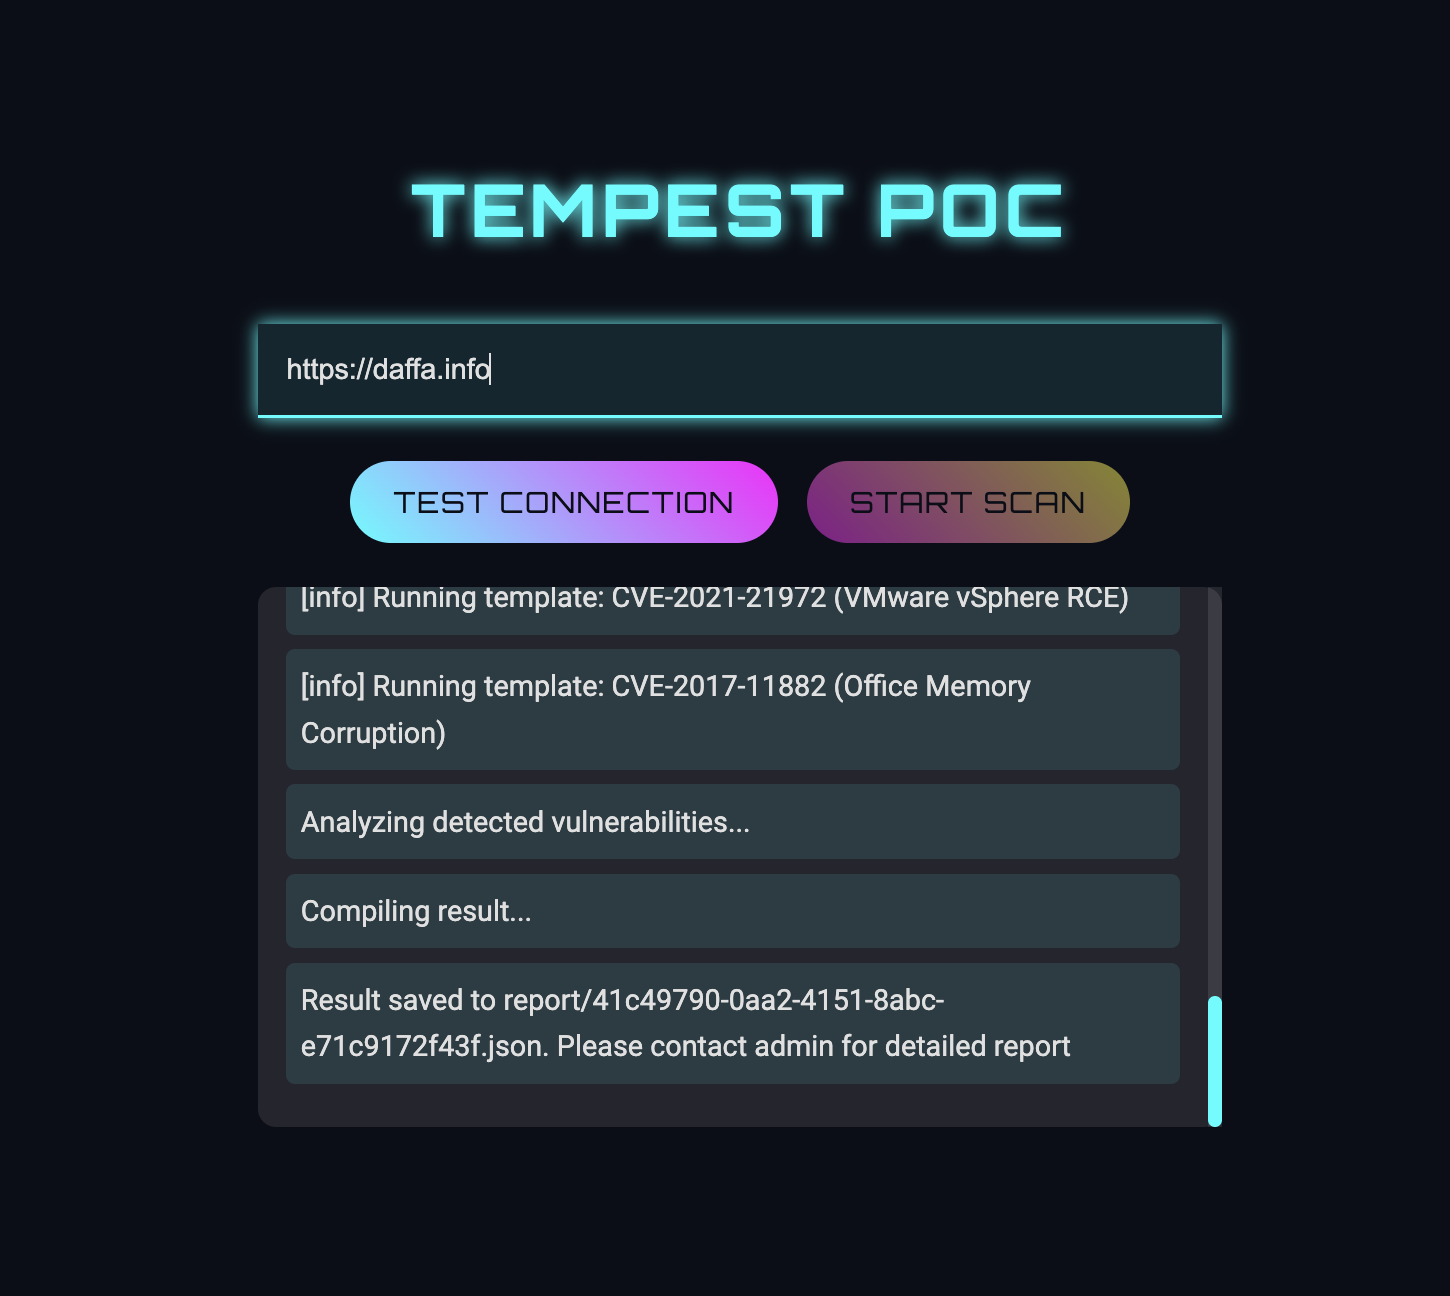 TEMPEST POC
https://daffa.info
TEST CONNECTION
START SCAN
[info] Running template: CVE-2021-21972 (VMware vSphere RCE)
[info] Running template: CVE-2017-11882 (Office Memory
Corruption)
Analyzing detected vulnerabilities...
Compiling result...
Result saved to report/41c49790-0aa2-4151-8abc-
e71c9172f43f.json. Please contact admin for detailed report